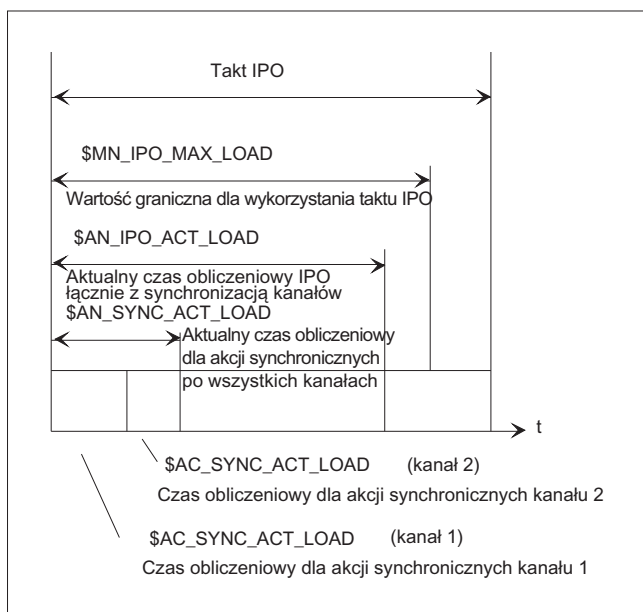 Takt IPO
$MN_IPO_MAX_LOAD
Wartość graniczna dla wykorzystania taktu IPO
$AN_IPO_ACT_LOAD
Aktualny czas obliczeniowy IPO
łącznie z synchronizacją kanałów
$AN_SYNC_ACT_LOAD
Aktualny czas obliczeniowy
dla akcji synchronicznych
po wszystkich kanałach
t
$AC_SYNC_ACT_LOAD (kanał 2)
Czas obliczeniowy dla akcji synchronicznych kanału 2
$AC_SYNC_ACT_LOAD (kanał 1)
Czas obliczeniowy dla akcji synchronicznych kanału 1